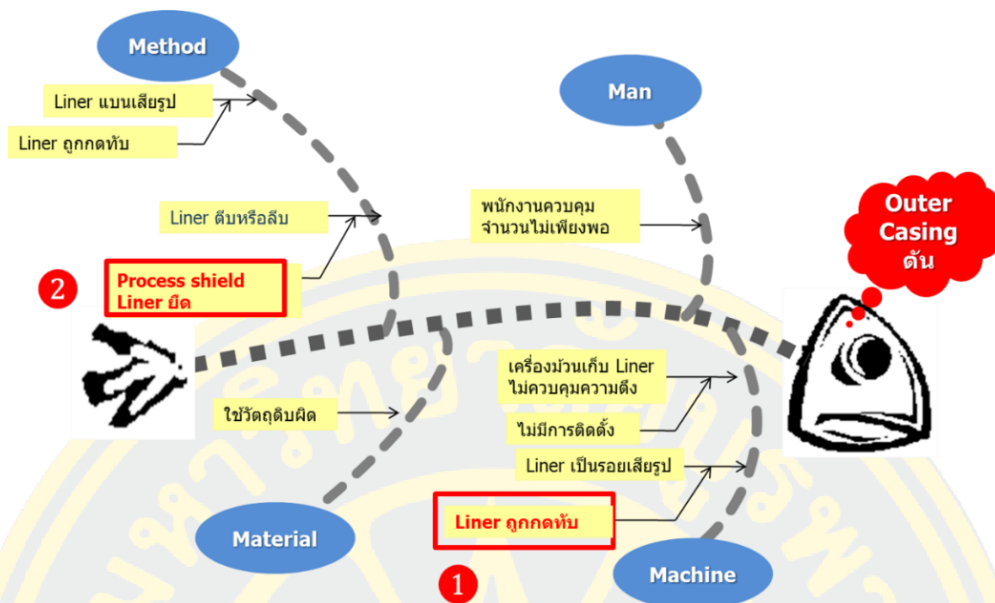 Method
Liner แบนเสียรูป
Liner ถูกกดทับ
Liner ตีบหรือลีบ
Process shield
Liner ยืด
2
Man
พนักงานควบคุม
จำนวนไม่เพียงพอ
Outer
Casing
ตัน
เครื่องม้วนเก็บ Liner
ไม่ควบคุมความตึง
ไม่มีการติดตั้ง
Liner เป็นรอยเสียรูป
Liner ถูกกดทับ
1
Machine
ใช้วัตถุดิบผิด
Material